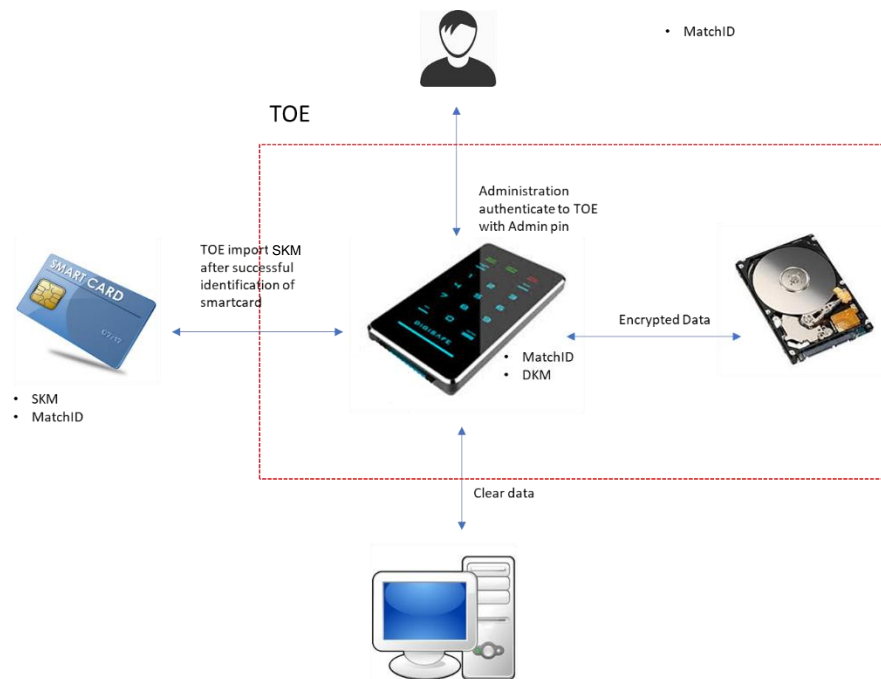 • MatchID
TOE
Administration
authenticate to TOE
with Admin pin
TOE import SKM
after successful
identification of
smartcard
SMART CARD
Encrypted Data
DIGISAFE
• MatchID
• DKM
• SKM
• MatchID
Clear data